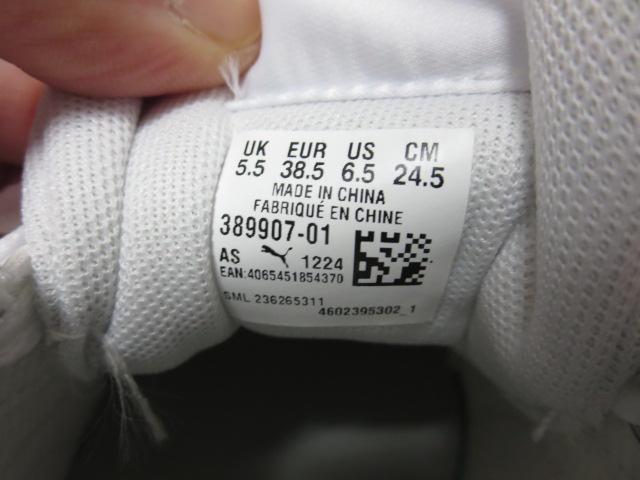 UK EUR US CM
5.5 38.5 6.5 24.5
MADE IN CHINA
FABRIQUÉ EN CHINE
389907-01
AS 1224
EAN:4065451854370
SML 236265311
4602395302_1